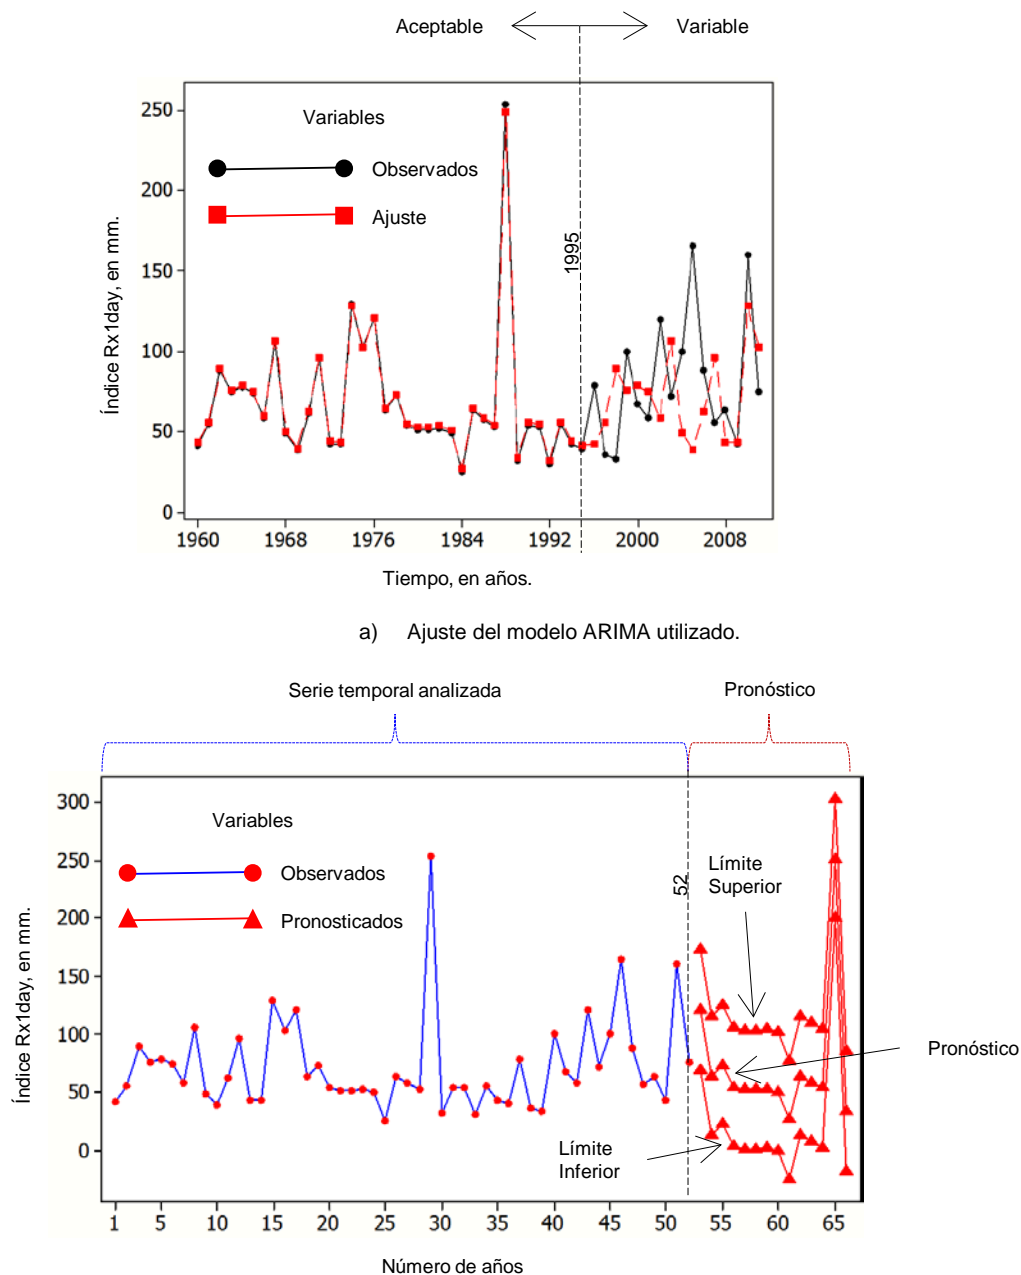 Aceptable
Variable
Variables
Observados
Ajuste
1995
Índice Rx1day, en mm.
250
200
150
100
50
0
1960 1968 1976 1984 1992 2000 2008
Tiempo, en años.
a) Ajuste del modelo ARIMA utilizado.
Serie temporal analizada
Pronóstico
Variables
Observados
Pronosticados
52
Límite
Superior
Pronóstico
Límite
Inferior
Índice Rx1day, en mm.
300
250
200
150
100
50
0
1 5 10 15 20 25 30 35 40 45 50 55 60 65
Número de años